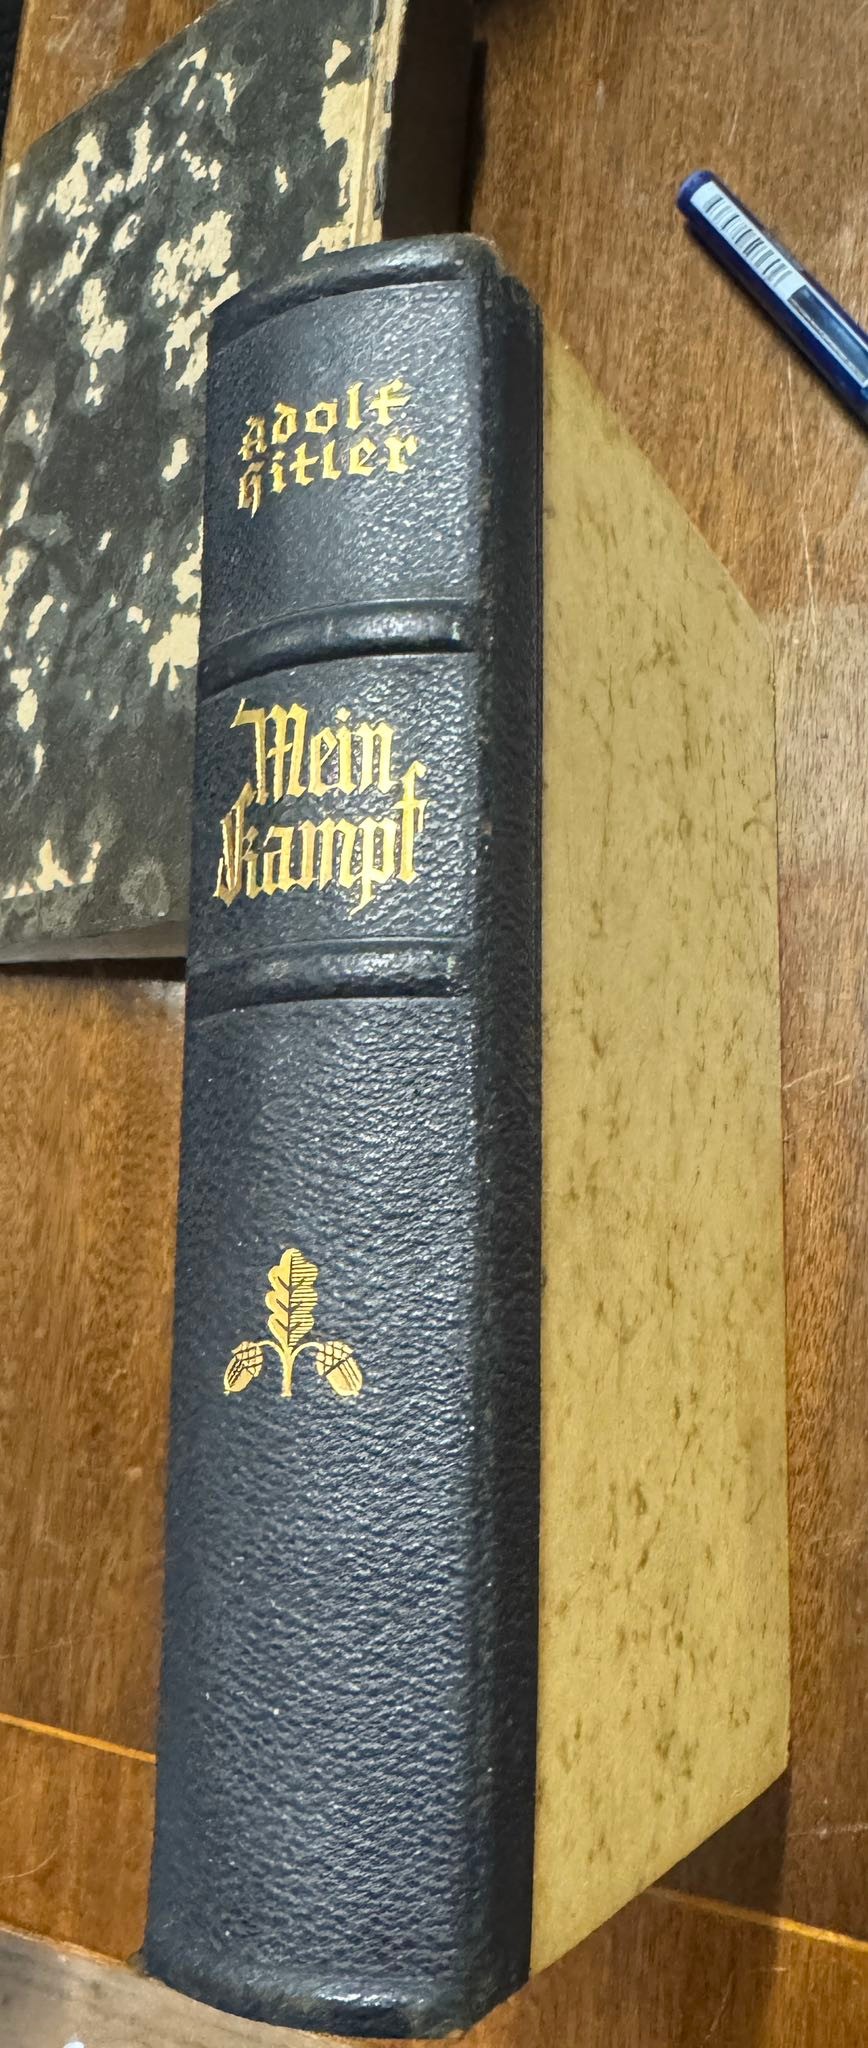 Adolf
Hitler
Mein
Kampf